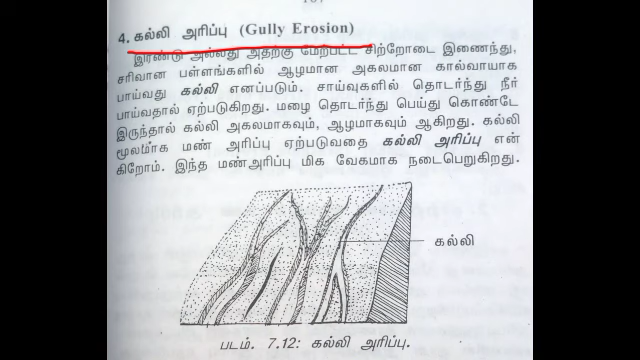 4. கல்லி அரிப்பு (Gully Erosion)
இரண்டு அல்லது அதற்கு மேற்பட்ட சிற்றோடை இணைந்து,
சரிவான பள்ளங்களில் ஆழமான அகலமான கால்வாயாக
பாய்வது கல்லி எனப்படும். சாய்வுகளில் தொடர்ந்து நீர்
பாய்வதால் ஏற்படுகிறது. மழை தொடர்ந்து பெய்து கொண்டே
இருந்தால் கல்லி அகலமாகவும், ஆழமாகவும் ஆகிறது. கல்லி
மூலமாக மண் அரிப்பு ஏற்படுவதை கல்லி அரிப்பு என்
கிறோம். இந்த மண்அரிப்பு மிக வேகமாக நடைபெறுகிறது.
கல்லி
படம். 7.12: கல்லி அரிப்பு.